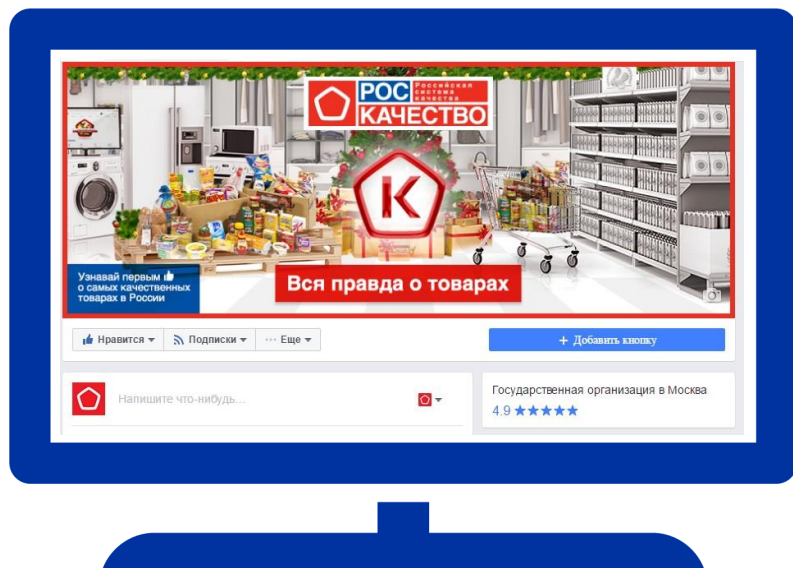 РОС
Российская
система
качества
КАЧЕСТВО
К
Узнавай первым
о самых качественных
товарах в России
Вся правда о товарах
Нравится
Подписки
Еще
+ Добавить кнопку
Напишите что-нибудь...
Государственная организация в Москва
4.9 ★★★★★